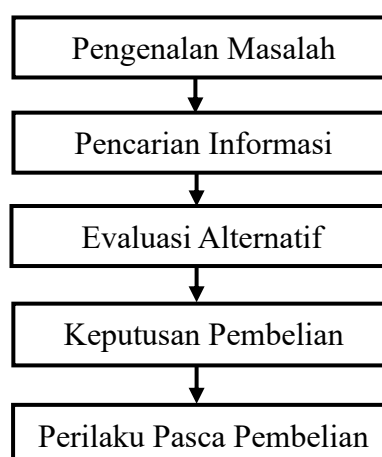 Pengenalan Masalah
Pencarian Informasi
Evaluasi Alternatif
Keputusan Pembelian
Perilaku Pasca Pembelian